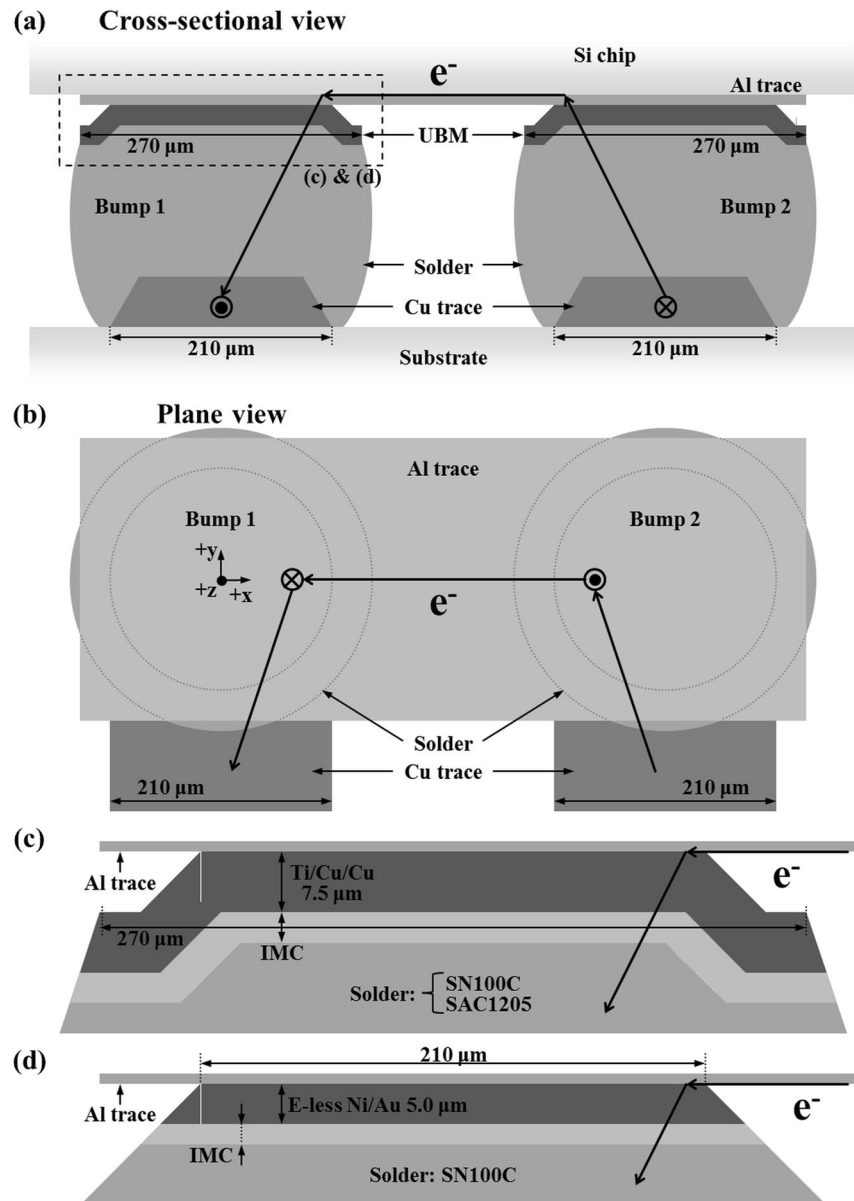 (a) Cross-sectional view
Si chip
e-
Al trace
270 μm
UBM
270 μm
(c) & (d)
Bump 1
Bump 2
Solder
Cu trace
210 μm
210 μm
Substrate
(b) Plane view
Al trace
Bump 1
Bump 2
+y
+z
+x
e-
Solder
Cu trace
210 μm
210 μm
(c)
Ti/Cu/Cu
7.5 μm
Al trace
e-
270 μm
IMC
Solder:
SN100C
SAC1205
(d)
210 μm
Al trace
E-less Ni/Au 5.0 μm
e-
IMC
Solder: SN100C